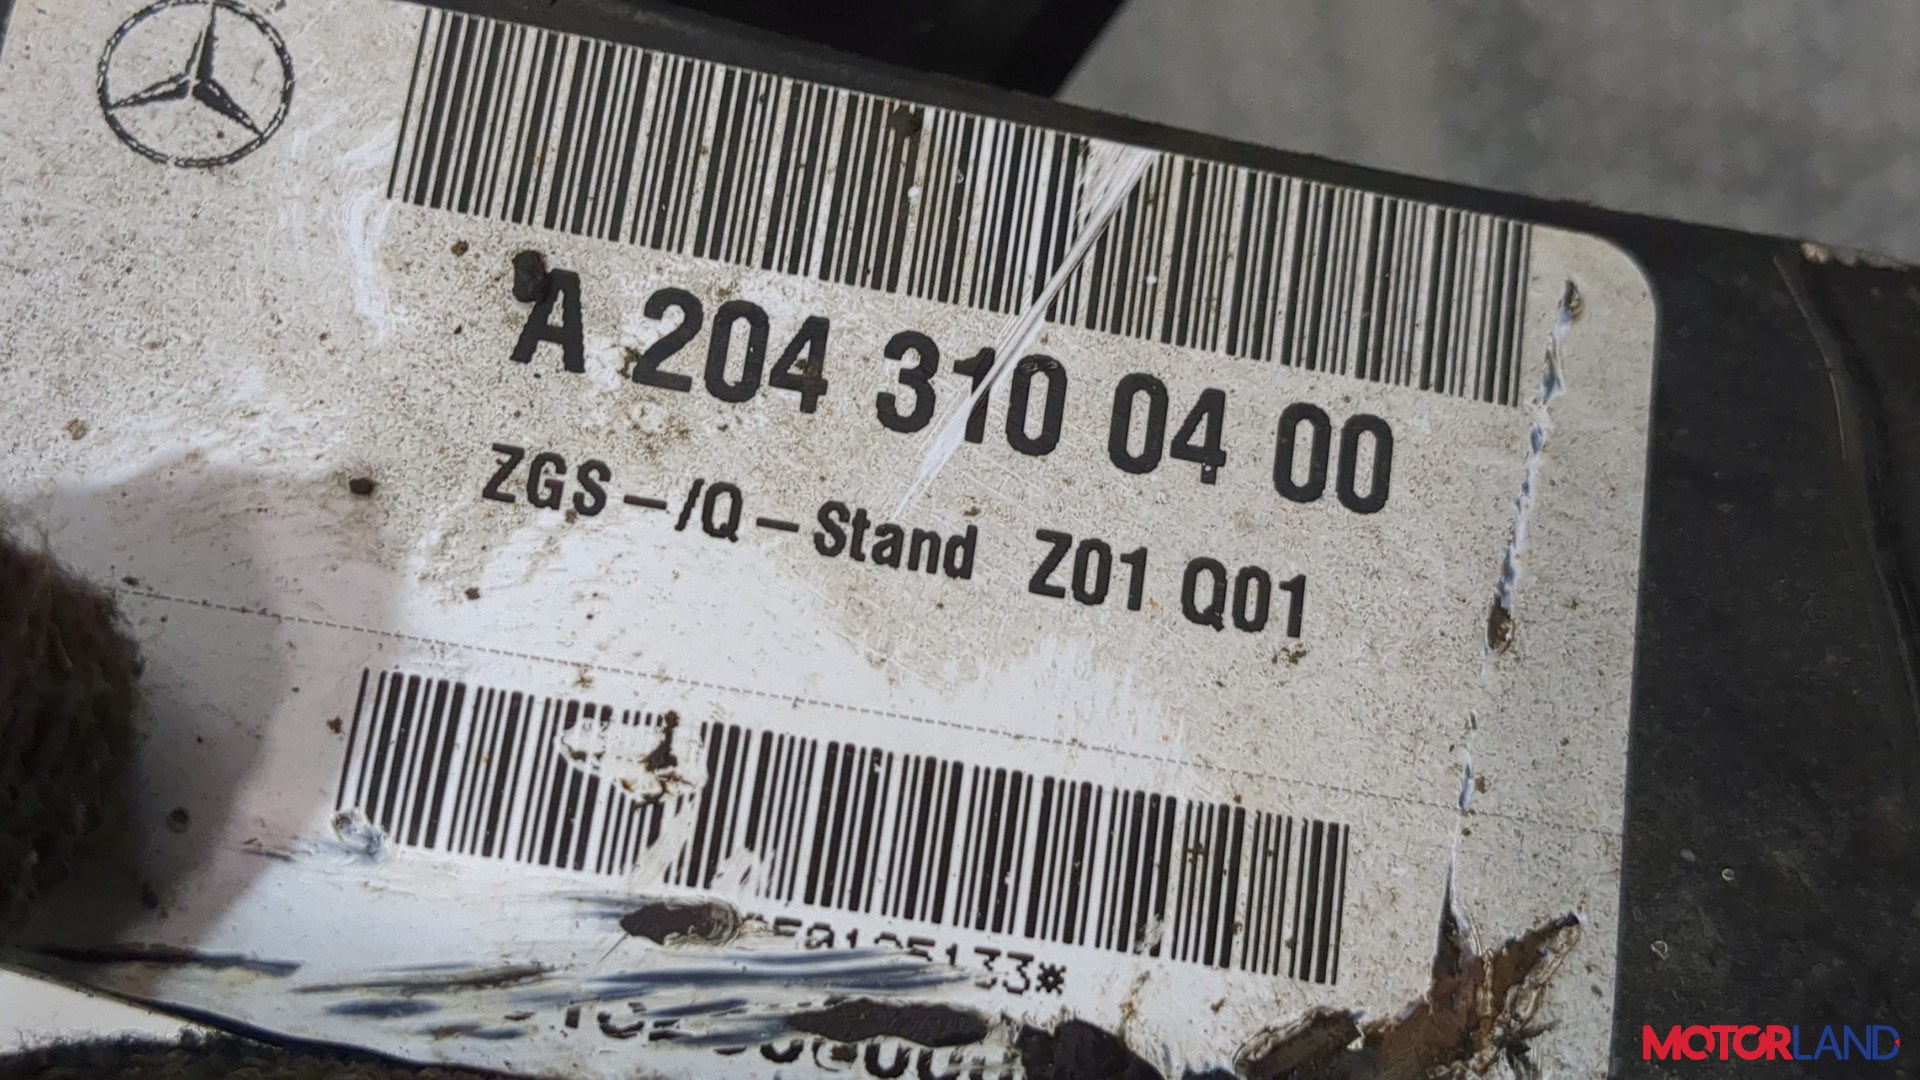 A 204 310 04 00
ZGS-/Q-Stand Z01 Q01
MOTORLAND